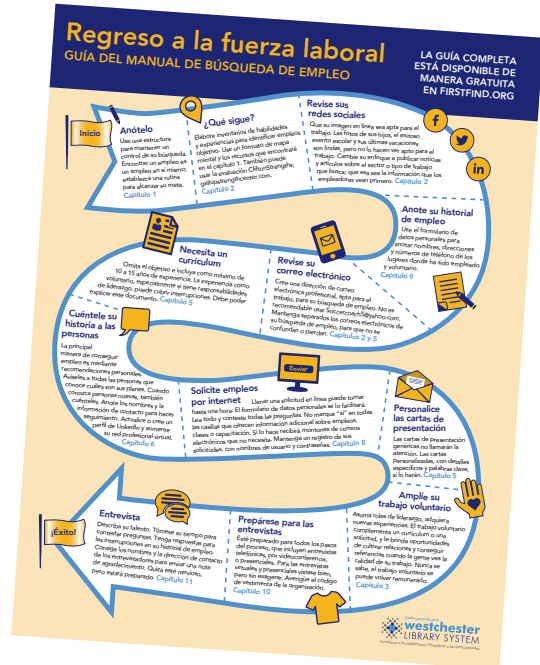 Regreso a la fuerza laboral
GUÍA DEL MANUAL DE BÚSQUEDA DE EMPLEO
LA GUÍA COMPLETA
ESTÁ DISPONIBLE DE
MANERA GRATUITA
EN FIRSTFIND.ORG
Inicio
Anótelo
Use una estructura
para mantener un
control de su búsqueda.
Encontrar un empleo es
un empleo en sí mismo;
establezca una rutina
para alcanzar su meta.
Capítulo 1
¿Qué sigue?
Elabore inventarios de habilidades
y experiencias para identificar empleos
objetivo. Use un formato de mapa
mental y los recursos que encontrará
en el capítulo 1. También puede
usar la evaluación CliftonStrengths;
gallupstrengthcenter.com.
Capítulo 2
Revise sus
redes sociales
Que su imagen en línea sea apta para el
trabajo. Las fotos de sus hijos, el exitoso
evento escolar y sus últimas vacaciones
son lindas, pero no lo hacen ver apto para el
trabajo. Cambie su enfoque a publicar noticias
y artículos sobre el sector o tipo de trabajo
que busca; que esa sea la información que los
empleadores vean primero. Capítulo 2
f
in
Anote su historial
de empleo
Use el formulario de
datos personales para
anotar nombres, direcciones
y números de teléfono de los
lugares donde ha sido empleado
y voluntario.
Capítulo 9
Revise su
correo electrónico
Cree una dirección de correo
electrónica profesional, apta para el
trabajo, para su búsqueda de empleo. No es
recomendable usar Soccercoach5@yahoo.com.
Mantenga separados los correos electrónicos de
su búsqueda de empleo, para que no se
confundan o pierdan. Capítulos 2 y 5
Necesita un
currículum
Omita el objetivo e incluya como máximo de
10 a 15 años de experiencia. La experiencia como
voluntario, especialmente si tiene responsabilidades
de liderazgo, puede cubrir interrupciones. Debe poder
explicar este documento. Capítulo 5
Cuéntele su
historia a las
personas
La principal
manera de conseguir
empleo es mediante
recomendaciones personales.
Avíseles a todas las personas que
conoce cuáles son sus planes. Cuando
conozca personas nuevas, también
cuénteles. Anote los nombres y la
información de contacto para hacer
seguimiento. Actualice o cree un
perfil de LinkedIn y aumente
su red profesional virtual.
Capítulo 6
Enviar
Solicite empleos
por internet
Llenar una solicitud en línea puede tomar
hasta una hora. El formulario de datos personales se lo facilitará.
Lea todo y conteste todas las preguntas. No marque "sí" en todas
las casillas que ofrecen información adicional sobre empleos,
clases o capacitación. Si lo hace recibirá montones de correos
electrónicos que no necesita. Mantenga un registro de sus
solicitudes, con nombres de usuario y contraseñas. Capítulo 8
Personalice
las cartas de
presentación
Las cartas de presentación
genéricas no llamarán la
atención. Las cartas
personalizadas, con detalles
específicos y palabras clave,
sí lo harán. Capítulo 5
Amplíe su
trabajo voluntario
Asuma roles de liderazgo, adquiera
nuevas experiencias. El trabajo voluntario
complementa un currículum o una
solicitud, y le brinda oportunidades
de cultivar relaciones y conseguir
referencias cuando la gente vea la
calidad de su trabajo. Nunca se
sabe, el trabajo voluntario se
puede volver remunerado.
Capítulo 3
Prepárese para las
entrevistas
Esté preparado para todos los pasos
del proceso, que incluyen entrevistas
telefónicas, por videoconferencia,
o presenciales. Para las entrevistas
virtuales y presenciales vístase bien,
pero sin exagerar. Averigüe el código
de vestimenta de la organización.
Capítulo 10
Entrevista
Describa su talento. Tómese su tiempo para
contestar preguntas. Tenga respuestas para
las interrupciones en su historial de empleo.
Consiga los nombres y la dirección de contacto
de los entrevistadores para enviar una nota
de agradecimiento. Quizá esté nervioso,
pero estará preparado. Capítulo 11
¡Éxito!
westchester
LIBRARY SYSTEM